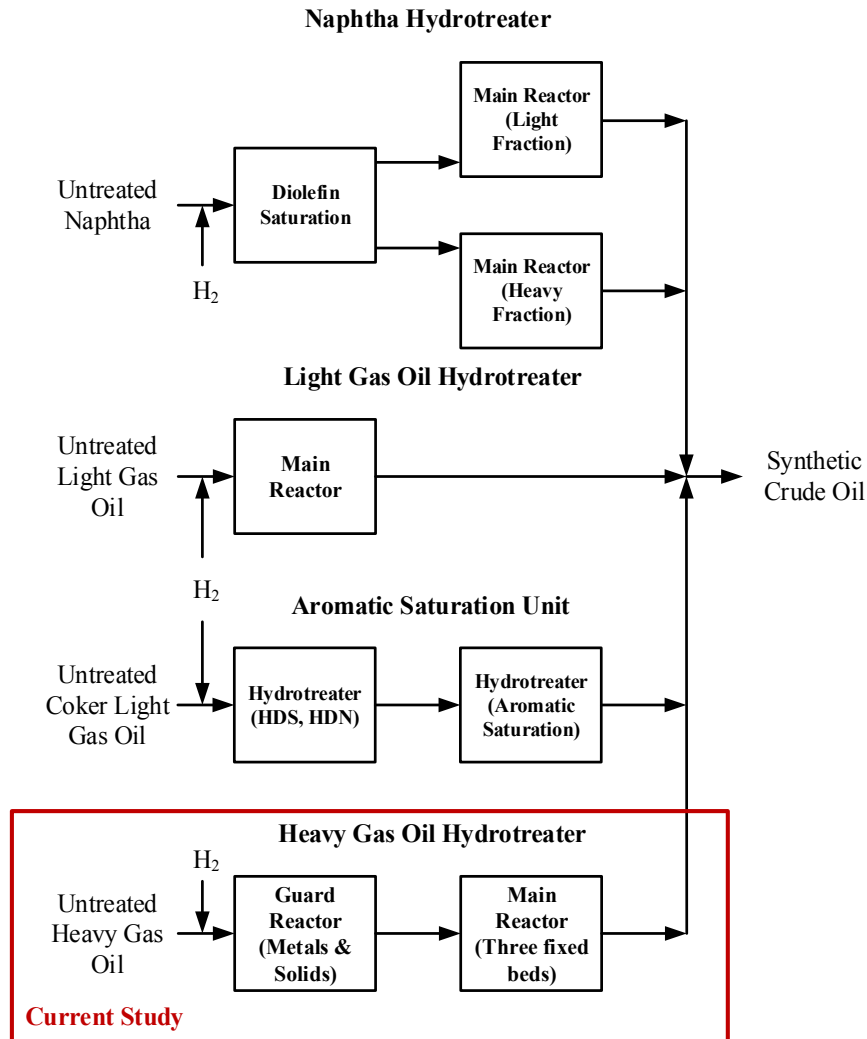 Naphtha Hydrotreater
Main Reactor
(Light
Fraction)
Untreated
Naphtha
Diolefin
Saturation
H₂
Main Reactor
(Heavy
Fraction)
Light Gas Oil Hydrotreater
Untreated
Light Gas
Oil
Main
Reactor
Synthetic
Crude Oil
H₂
Aromatic Saturation Unit
Untreated
Coker Light
Gas Oil
Hydrotreater
(HDS, HDN)
Hydrotreater
(Aromatic
Saturation)
Heavy Gas Oil Hydrotreater
H₂
Untreated
Heavy Gas
Oil
Guard
Reactor
(Metals &
Solids)
Main
Reactor
(Three fixed
beds)
Current Study